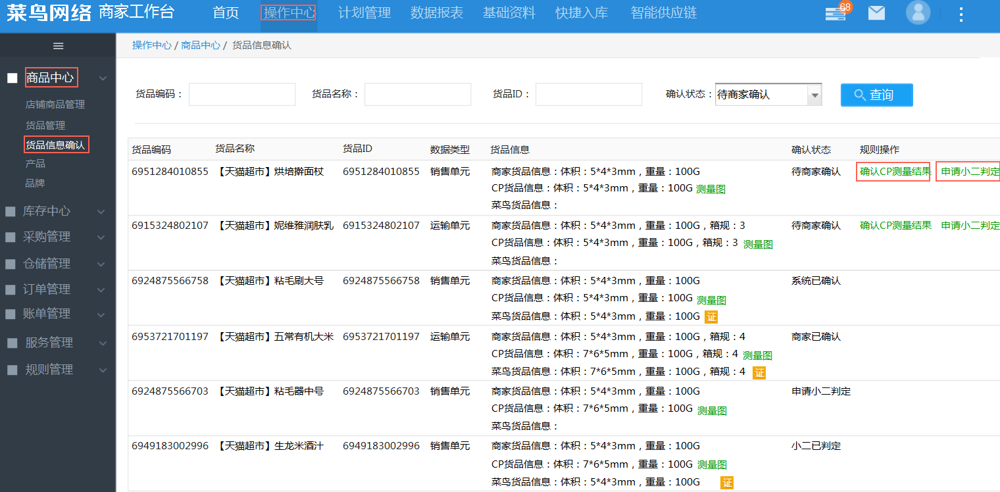 菜鸟网络 商家工作台 首页 操作中心 计划管理 数据报表 基础资料 快捷入库 智能供应链 68
操作中心 / 商品中心 / 货品信息确认
商品中心
店铺商品管理
货品管理
货品信息确认
产品
品牌
库存中心
采购管理
仓储管理
订单管理
账单管理
服务管理
规则管理
货品编码： 货品名称： 货品ID： 确认状态： 待商家确认 查询
货品编码 货品名称 货品ID 数据类型 货品信息 确认状态 规则操作
6951284010855 【天猫超市】烘培擀面杖 6951284010855 销售单元 商家货品信息：体积：5*4*3mm，重量：100G 待商家确认 确认CP测量结果 申请小二判定
CP货品信息：体积：5*4*3mm，重量：100G 测量图
菜鸟货品信息：
6915324802107 【天猫超市】妮维雅润肤乳 6915324802107 运输单元 商家货品信息：体积：5*4*3mm，重量：100G，箱规：3 待商家确认 确认CP测量结果 申请小二判定
CP货品信息：体积：5*4*3mm，重量：100G，箱规：3 测量图
菜鸟货品信息：
6924875566758 【天猫超市】粘毛刷大号 6924875566758 销售单元 商家货品信息：体积：5*4*3mm，重量：100G 系统已确认
CP货品信息：体积：5*4*3mm，重量：100G 测量图
菜鸟货品信息：体积：5*4*3mm，重量：100G 证
6953721701197 【天猫超市】五常有机大米 6953721701197 运输单元 商家货品信息：体积：5*4*3mm，重量：100G，箱规：4 商家已确认
CP货品信息：体积：7*6*5mm，重量：100G，箱规：4 测量图
菜鸟货品信息：体积：7*6*5mm，重量：100G，箱规：4 证
6924875566703 【天猫超市】粘毛器中号 6924875566703 销售单元 商家货品信息：体积：5*4*3mm，重量：100G 申请小二判定
CP货品信息：体积：7*6*5mm，重量：100G 测量图
菜鸟货品信息：
6949183002996 【天猫超市】生龙米酒汁 6949183002996 销售单元 商家货品信息：体积：5*4*3mm，重量：100G 小二已判定
CP货品信息：体积：7*6*5mm，重量：100G 测量图
菜鸟货品信息：体积：7*6*5mm，重量：100G 证